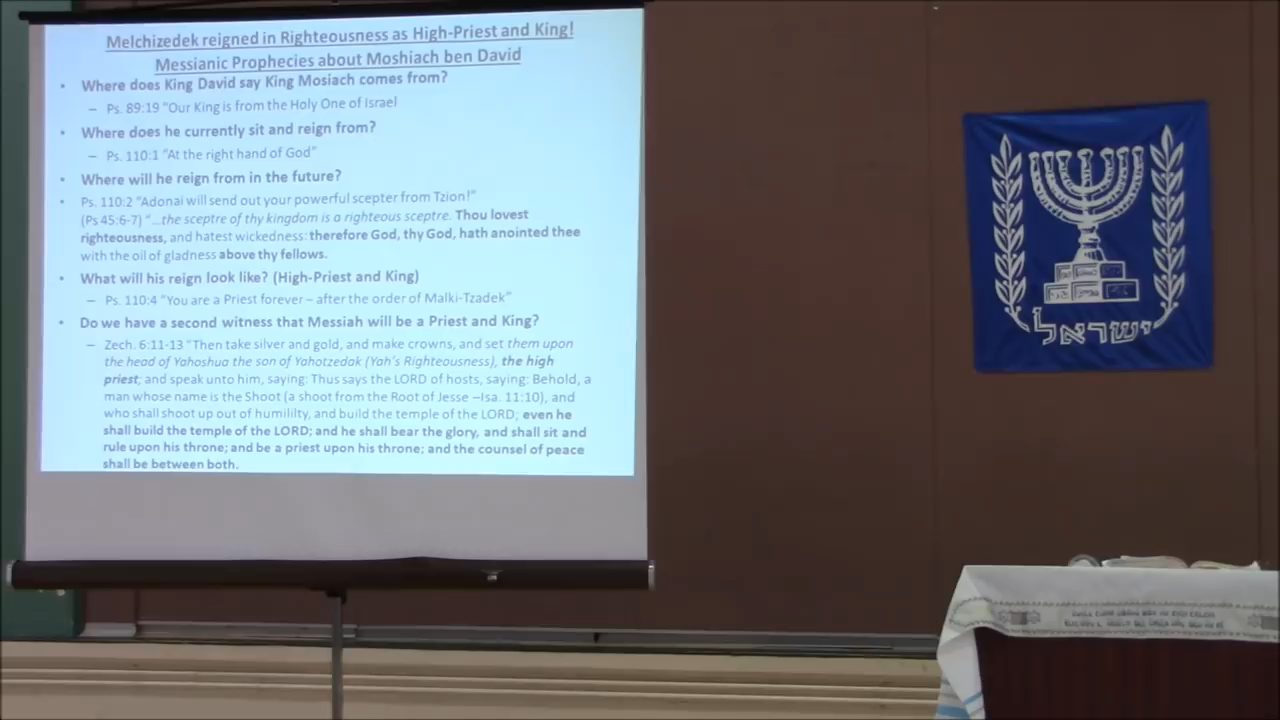 Melchizedek reigned in Righteousness as High-Priest and King!
Messianic Prophecies about Moshiach ben David
• Where does King David say King Mosiach comes from?
– Ps. 89:19 "Our King is from the Holy One of Israel
• Where does he currently sit and reign from?
– Ps. 110:1 "At the right hand of God"
• Where will he reign from in the future?
• Ps. 110:2 "Adonai will send out your powerful scepter from Tzion!"
(Ps 45:6-7) "...the sceptre of thy kingdom is a righteous sceptre. Thou lovest
righteousness, and hatest wickedness: therefore God, thy God, hath anointed thee
with the oil of gladness above thy fellows.
• What will his reign look like? (High-Priest and King)
– Ps. 110:4 "You are a Priest forever – after the order of Malki-Tzadek"
• Do we have a second witness that Messiah will be a Priest and King?
– Zech. 6:11-13 "Then take silver and gold, and make crowns, and set them upon
the head of Yahoshua the son of Yahotzedak (Yah's Righteousness), the high
priest; and speak unto him, saying: Thus says the LORD of hosts, saying: Behold, a
man whose name is the Shoot (a shoot from the Root of Jesse –Isa. 11:10), and
who shall shoot up out of humililty, and build the temple of the LORD; even he
shall build the temple of the LORD; and he shall bear the glory, and shall sit and
rule upon his throne; and be a priest upon his throne; and the counsel of peace
shall be between both.
ישראל